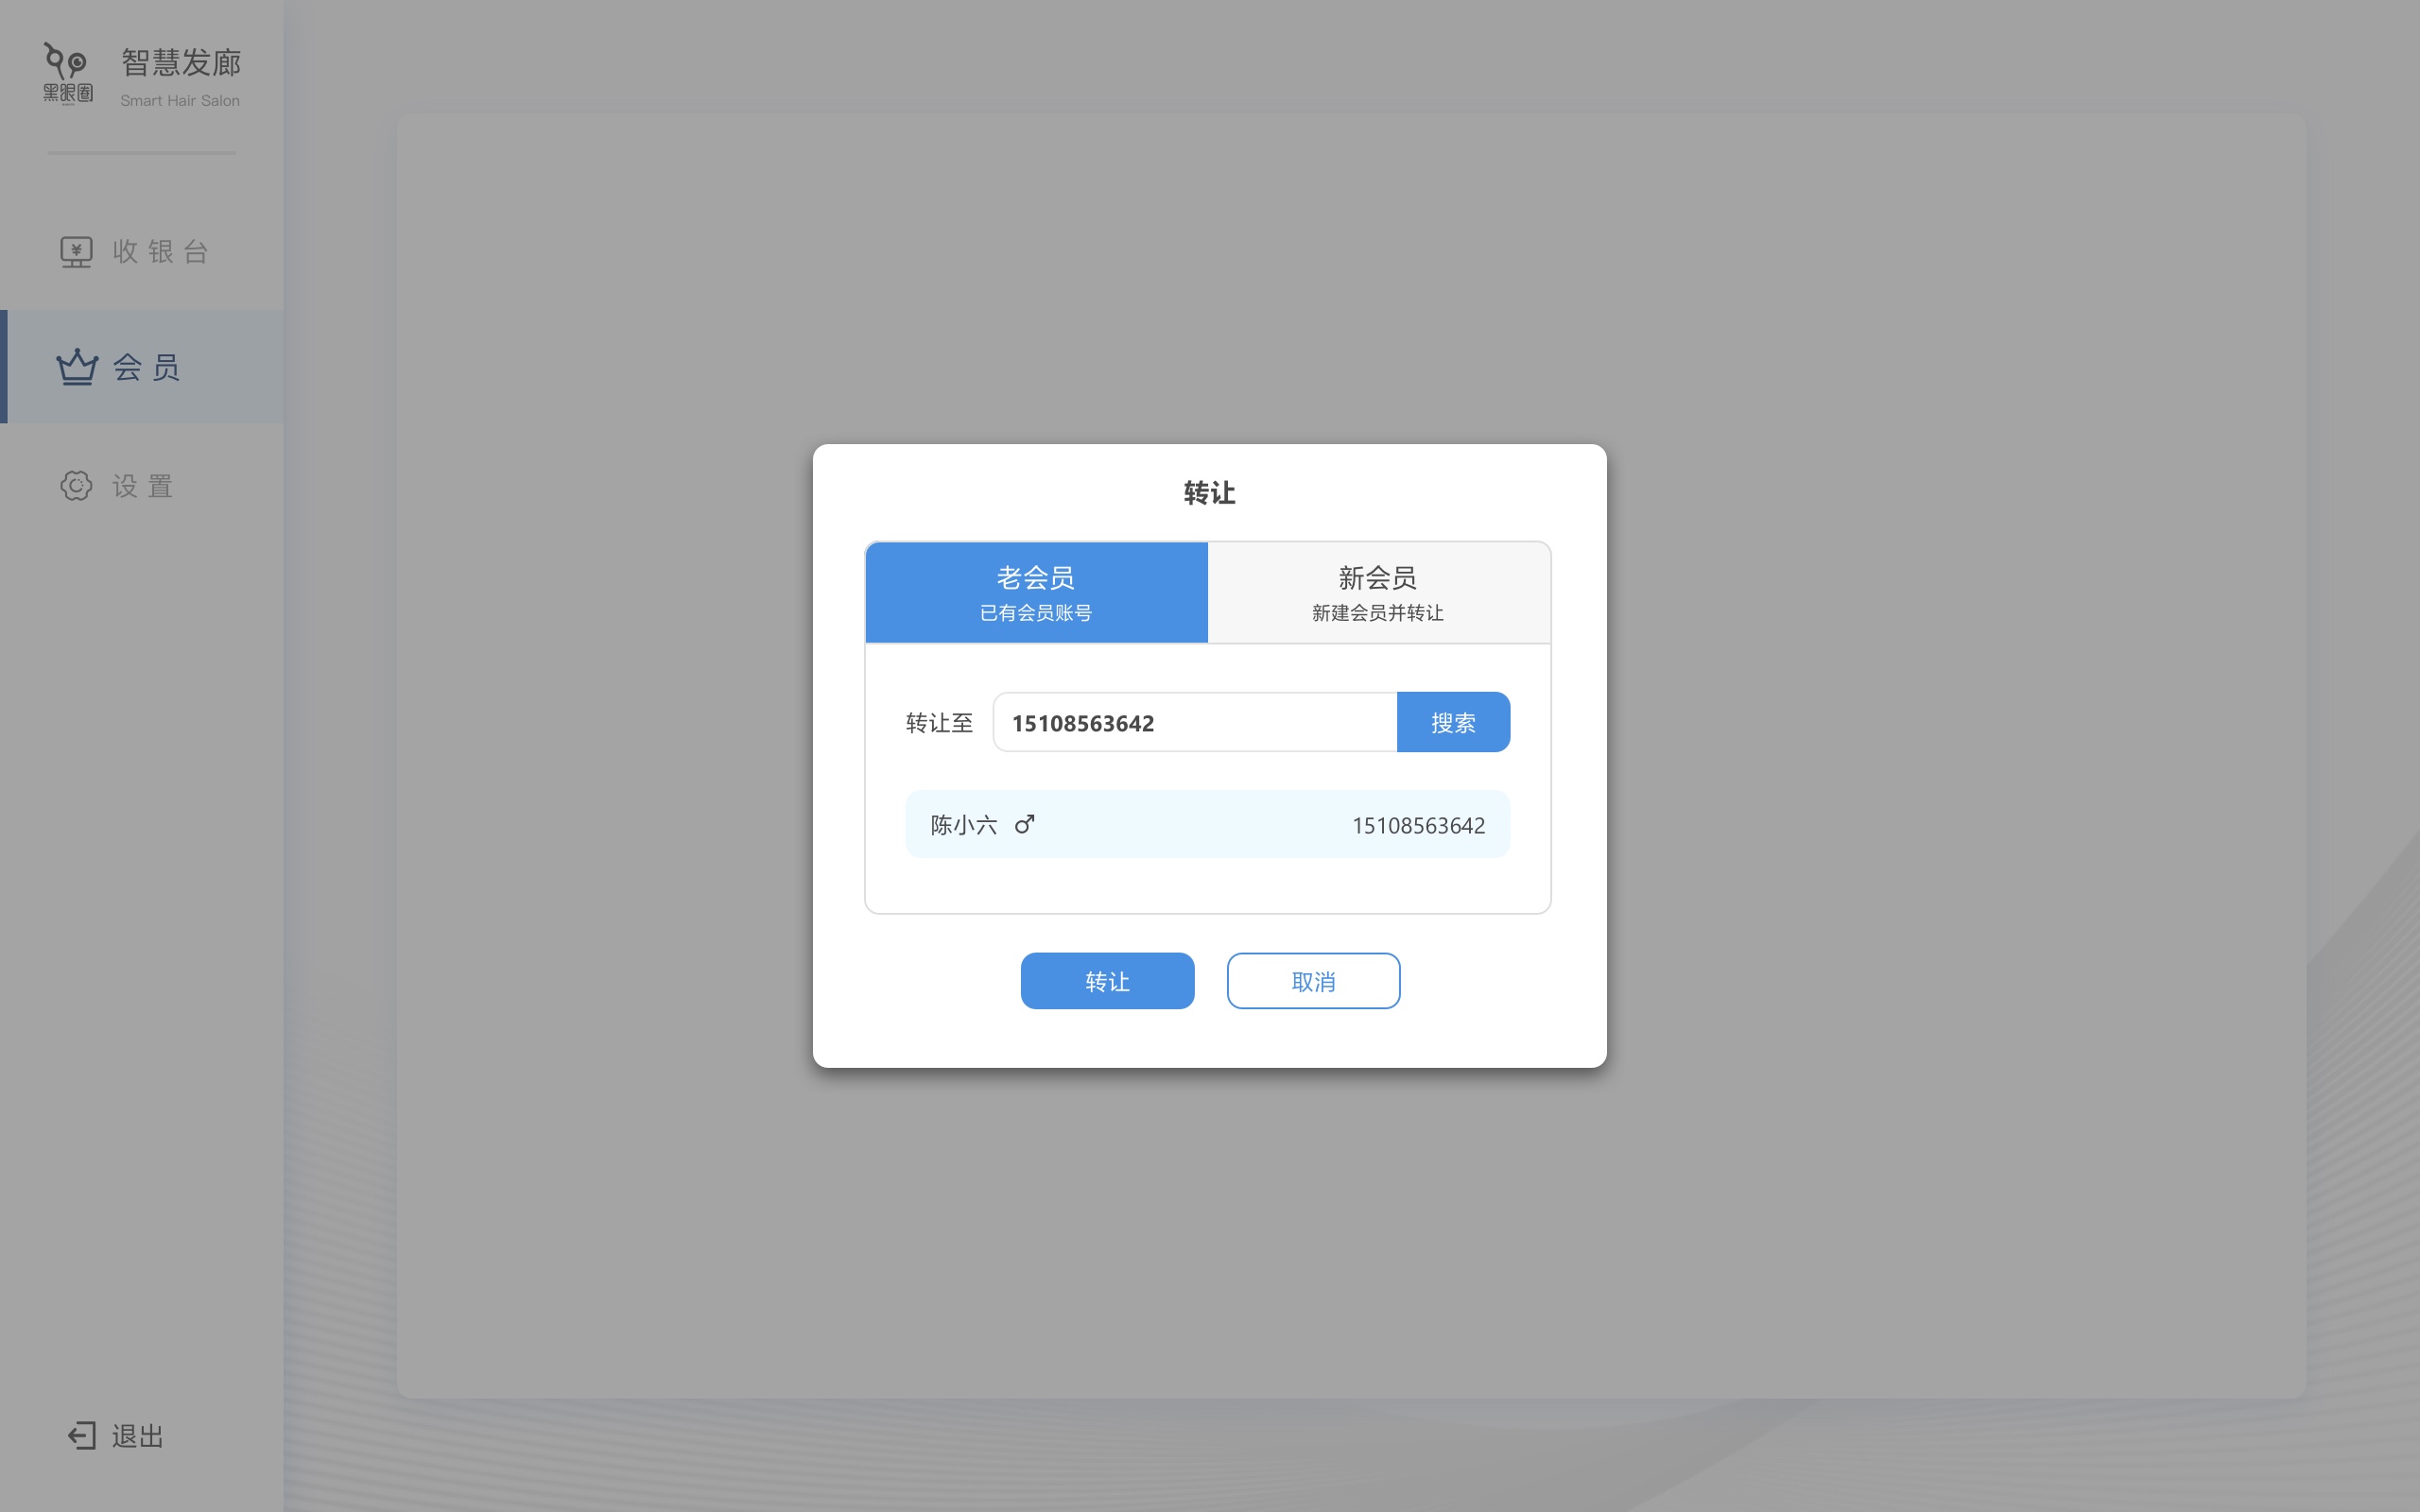 黑眼圈
智慧发廊
Smart Hair Salon
收银台
会员
设置
退出
转让
老会员
已有会员账号
新会员
新建会员并转让
转让至
15108563642
搜索
陈小六 ♂
15108563642
转让
取消